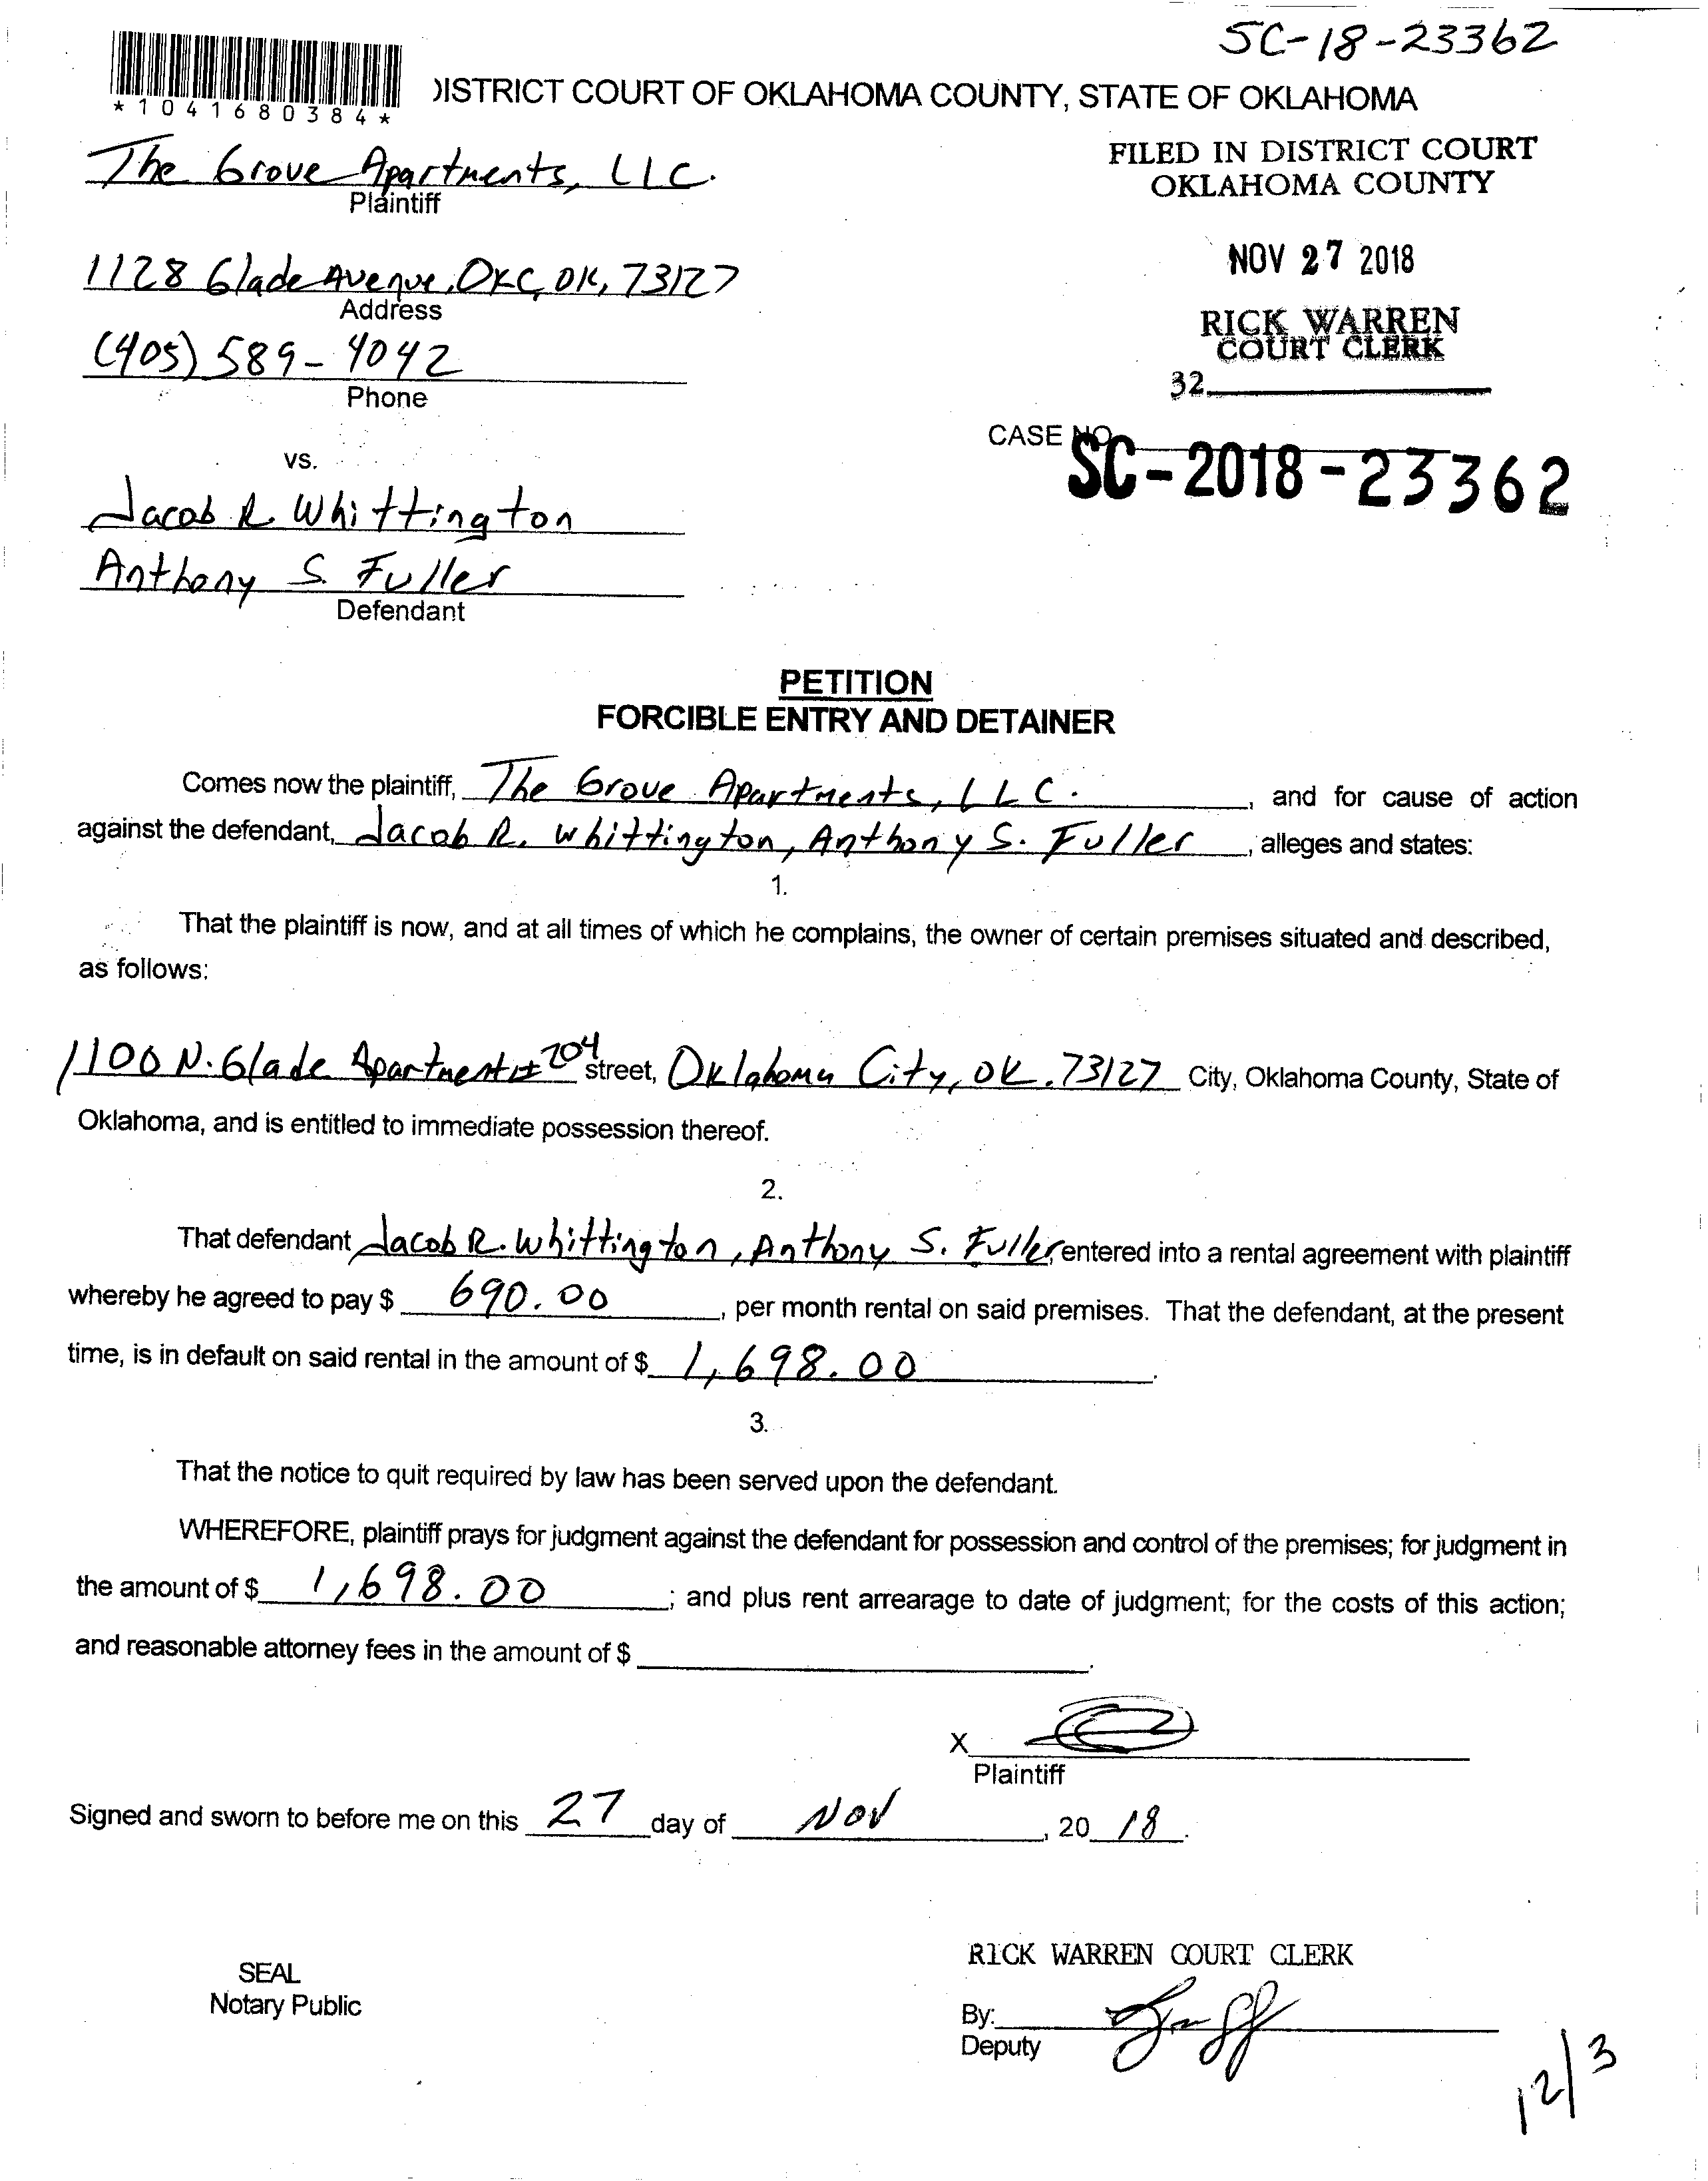 SC-18-23362
*1041680384*
DISTRICT COURT OF OKLAHOMA COUNTY, STATE OF OKLAHOMA
The Grove Apartments, LLC.
Plaintiff
FILED IN DISTRICT COURT
OKLAHOMA COUNTY
1128 Glade Avenue, OKC, OK, 73127
Address
NOV 27 2018
(405) 589-4042
Phone
RICK WARREN
COURT CLERK
32
vs.
CASE NO.
SC-2018-23362
Jacob R Whittington
Anthony S. Fuller
Defendant
PETITION
FORCIBLE ENTRY AND DETAINER
Comes now the plaintiff, The Grove Apartments, LLC. , and for cause of action
against the defendant, Jacob R. Whittington, Anthony S. Fuller , alleges and states:
1.
That the plaintiff is now, and at all times of which he complains, the owner of certain premises situated and described,
as follows:
1100 N. Glade Apartment # 204 street, Oklahoma City, OK. 73127 City, Oklahoma County, State of
Oklahoma, and is entitled to immediate possession thereof.
2.
That defendant Jacob R. Whittington, Anthony S. Fuller, entered into a rental agreement with plaintiff
whereby he agreed to pay $ 690.00 , per month rental on said premises. That the defendant, at the present
time, is in default on said rental in the amount of $ 1,698.00 .
3.
That the notice to quit required by law has been served upon the defendant.
WHEREFORE, plaintiff prays for judgment against the defendant for possession and control of the premises; for judgment in
the amount of $ 1,698.00 ; and plus rent arrearage to date of judgment; for the costs of this action;
and reasonable attorney fees in the amount of $ .
X
Plaintiff
Signed and sworn to before me on this 27 day of Nov , 20 18 .
SEAL
Notary Public
RICK WARREN COURT CLERK
By:
Deputy
12/3